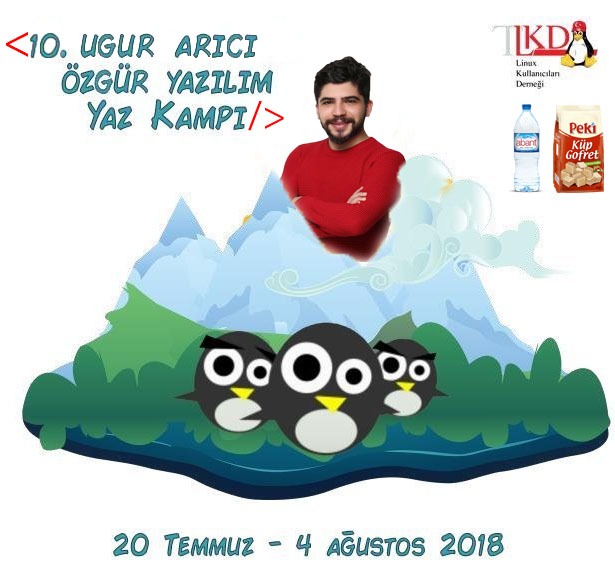 <10. UGUR ARICI
ÖZGÜR YAZILIM
YAZ KAMPI/>
TLKD
Linux
Kullanıcıları
Derneği
abant
Peki
Küp
Gofret
20 TEMMUZ - 4 AĞUSTOS 2018